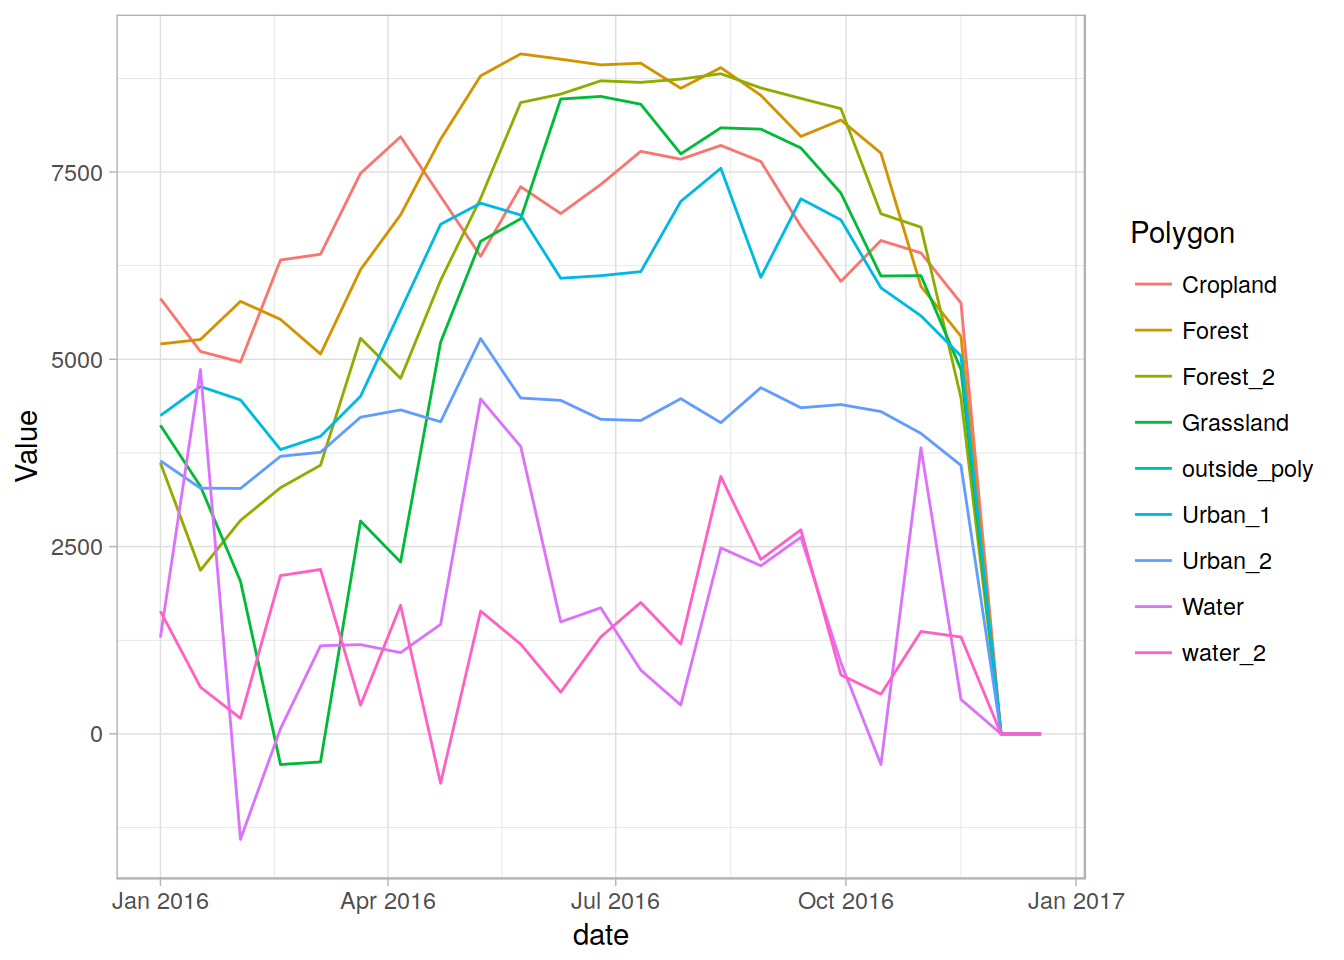 7500
5000
2500
0
Value
Jan 2016
Apr 2016
Jul 2016
Oct 2016
Jan 2017
date
Polygon
Cropland
Forest
Forest_2
Grassland
outside_poly
Urban_1
Urban_2
Water
water_2